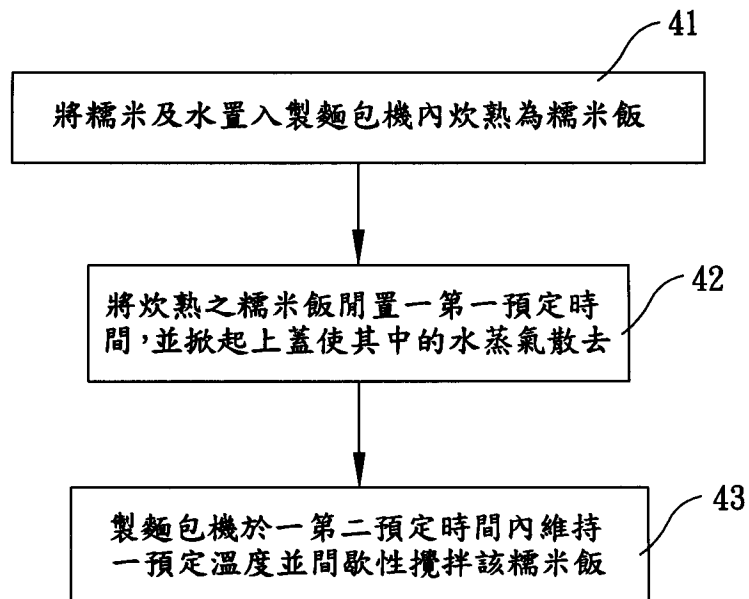 41
將糯米及水置入製麵包機內炊熟為糯米飯
42
將炊熟之糯米飯閒置一第一預定時
間,並掀起上蓋使其中的水蒸氣散去
43
製麵包機於一第二預定時間內維持
一預定溫度並間歇性攪拌該糯米飯